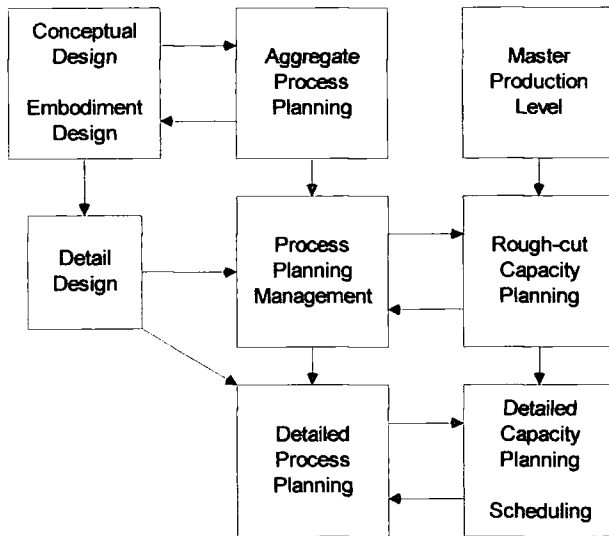 Conceptual
Design
Embodiment
Design
Aggregate
Process
Planning
Master
Production
Level
Detail
Design
Process
Planning
Management
Rough-cut
Capacity
Planning
Detailed
Process
Planning
Detailed
Capacity
Planning
Scheduling